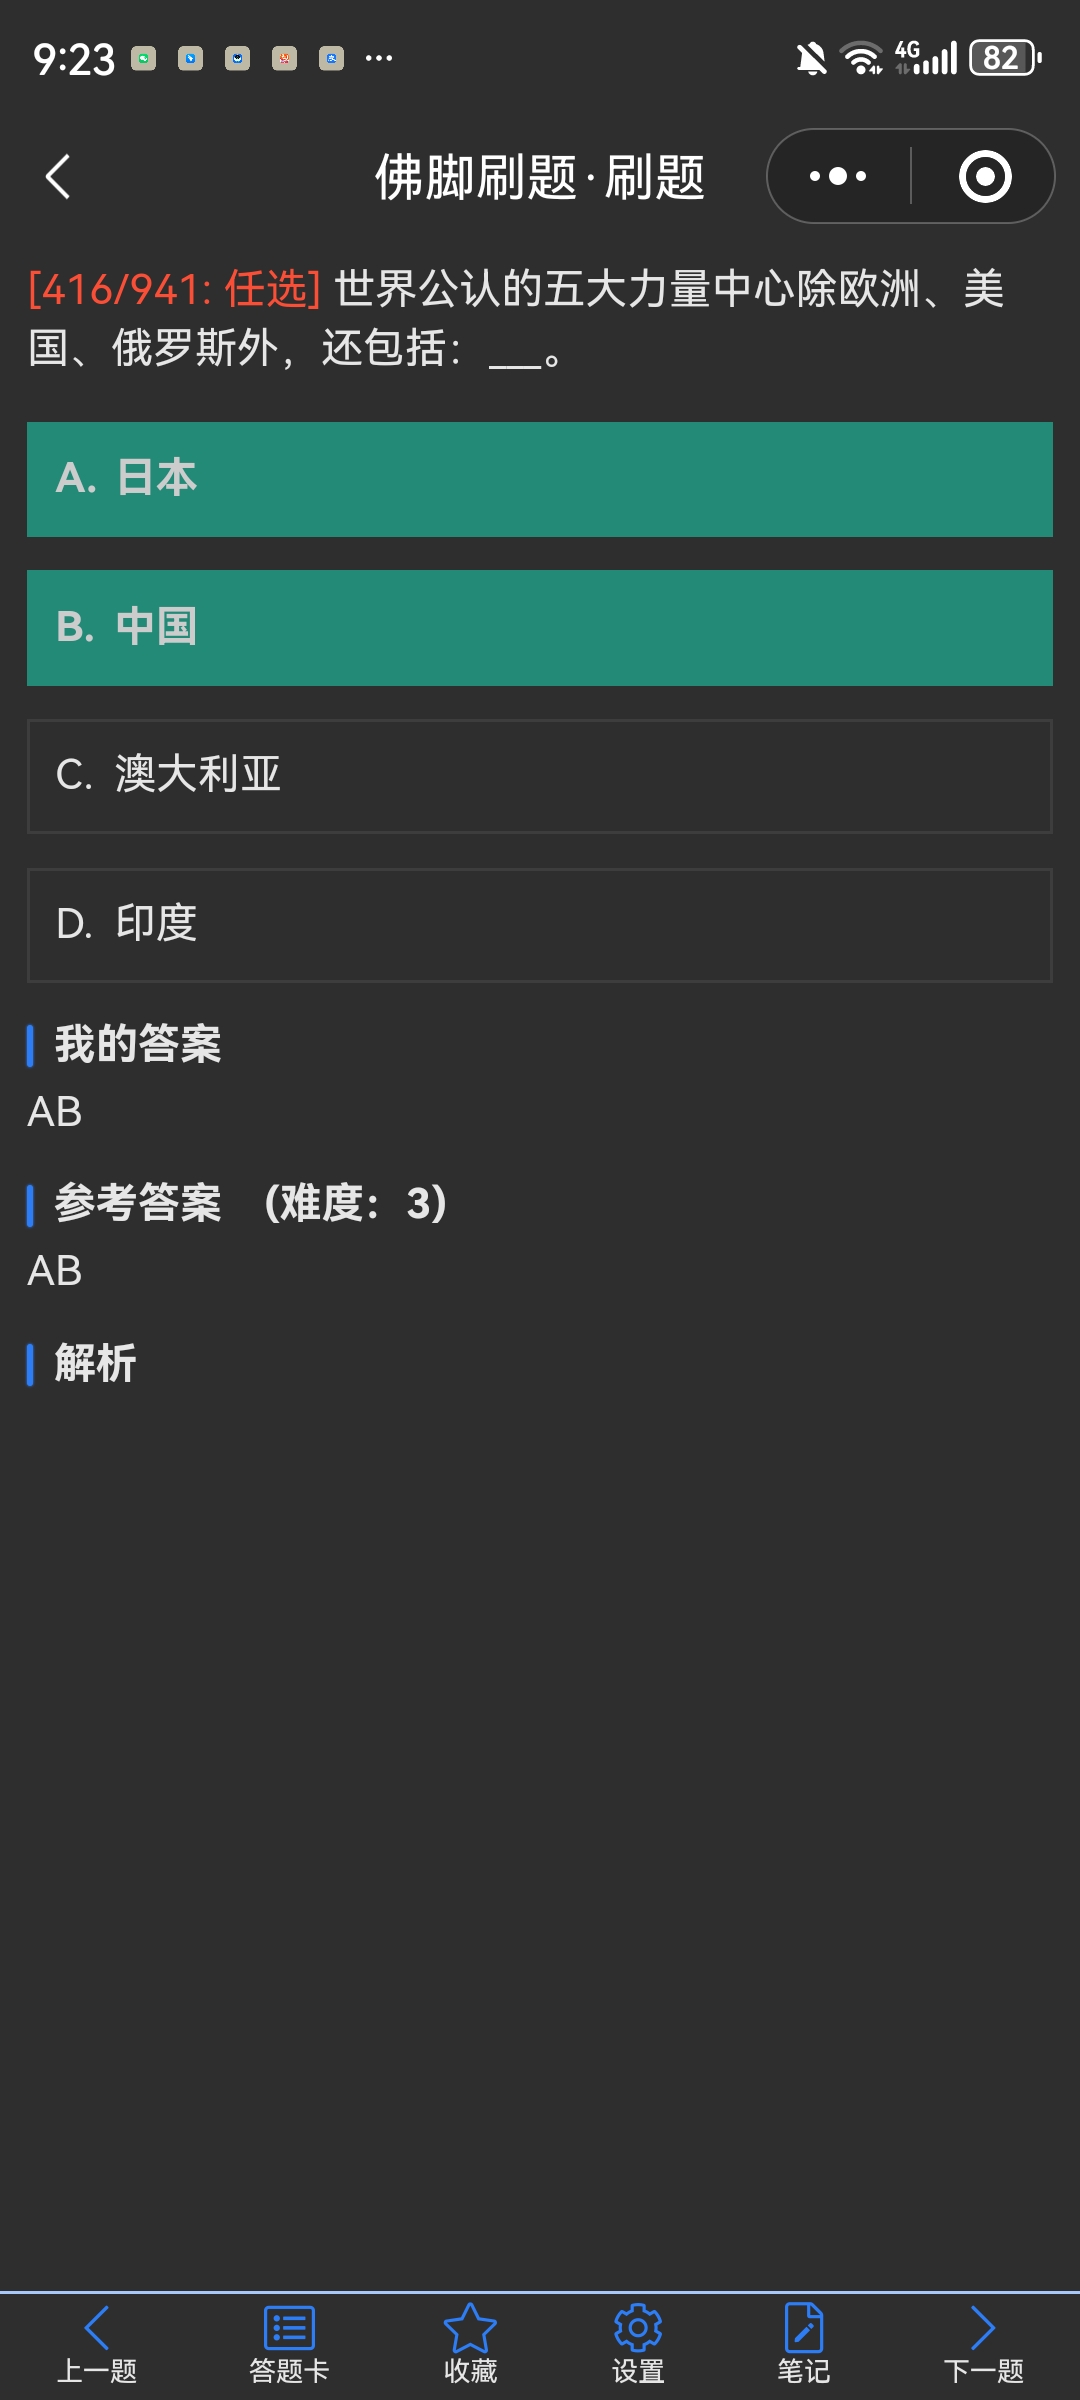 9:23
4G
82
佛脚刷题·刷题
[416/941: 任选] 世界公认的五大力量中心除欧洲、美
国、俄罗斯外，还包括：___。
A. 日本
B. 中国
C. 澳大利亚
D. 印度
我的答案
AB
参考答案 （难度：3）
AB
解析
上一题 答题卡 收藏 设置 笔记 下一题